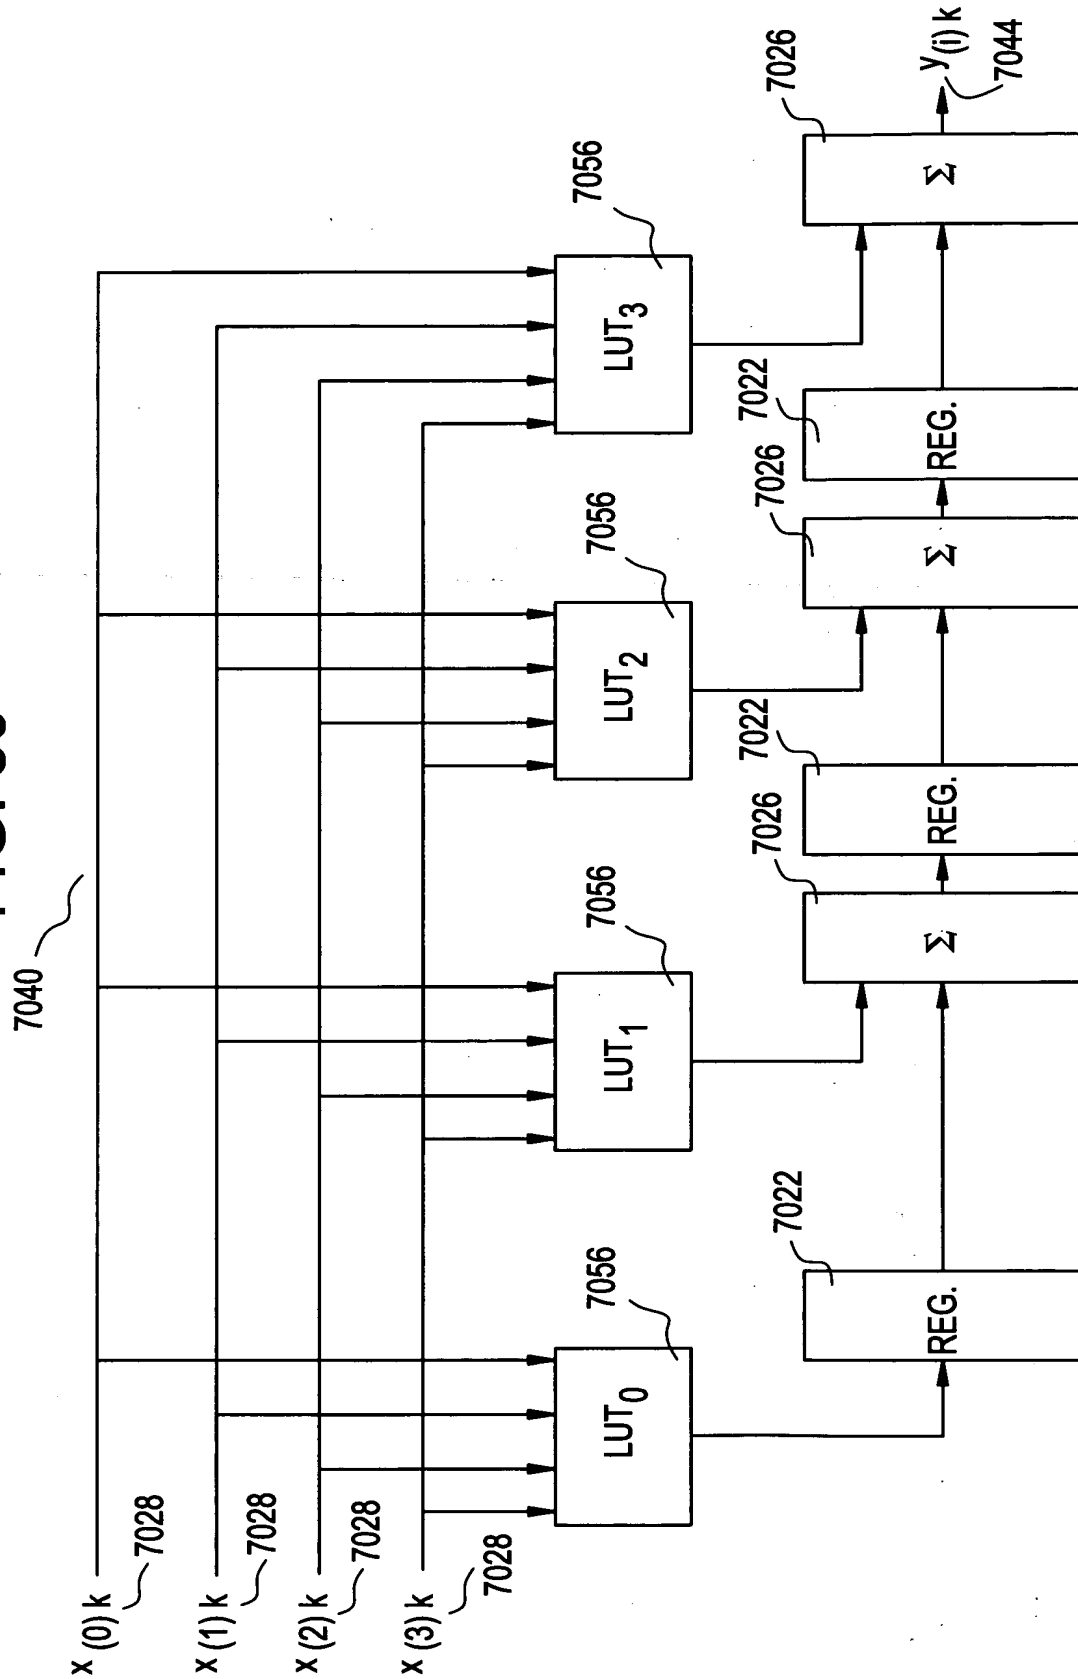 7040
x (0) k
7028
x (1) k
7028
x (2) k
7028
x (3) k
7028
LUT0
7056
LUT1
7056
LUT2
7056
LUT3
7056
REG.
7022
Σ
7026
REG.
7022
Σ
7026
REG.
7022
Σ
7026
y(i) k
7044